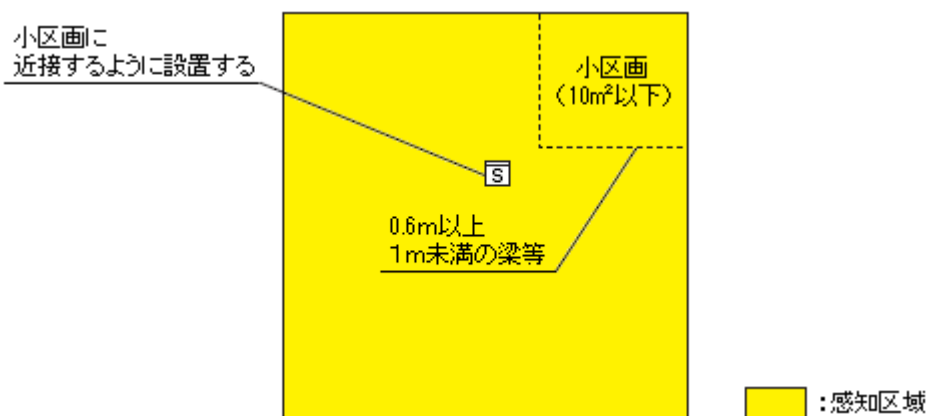 小区画に
近接するように設置する
小区画
（10m²以下）
S
0.6m以上
1m未満の梁等
：感知区域